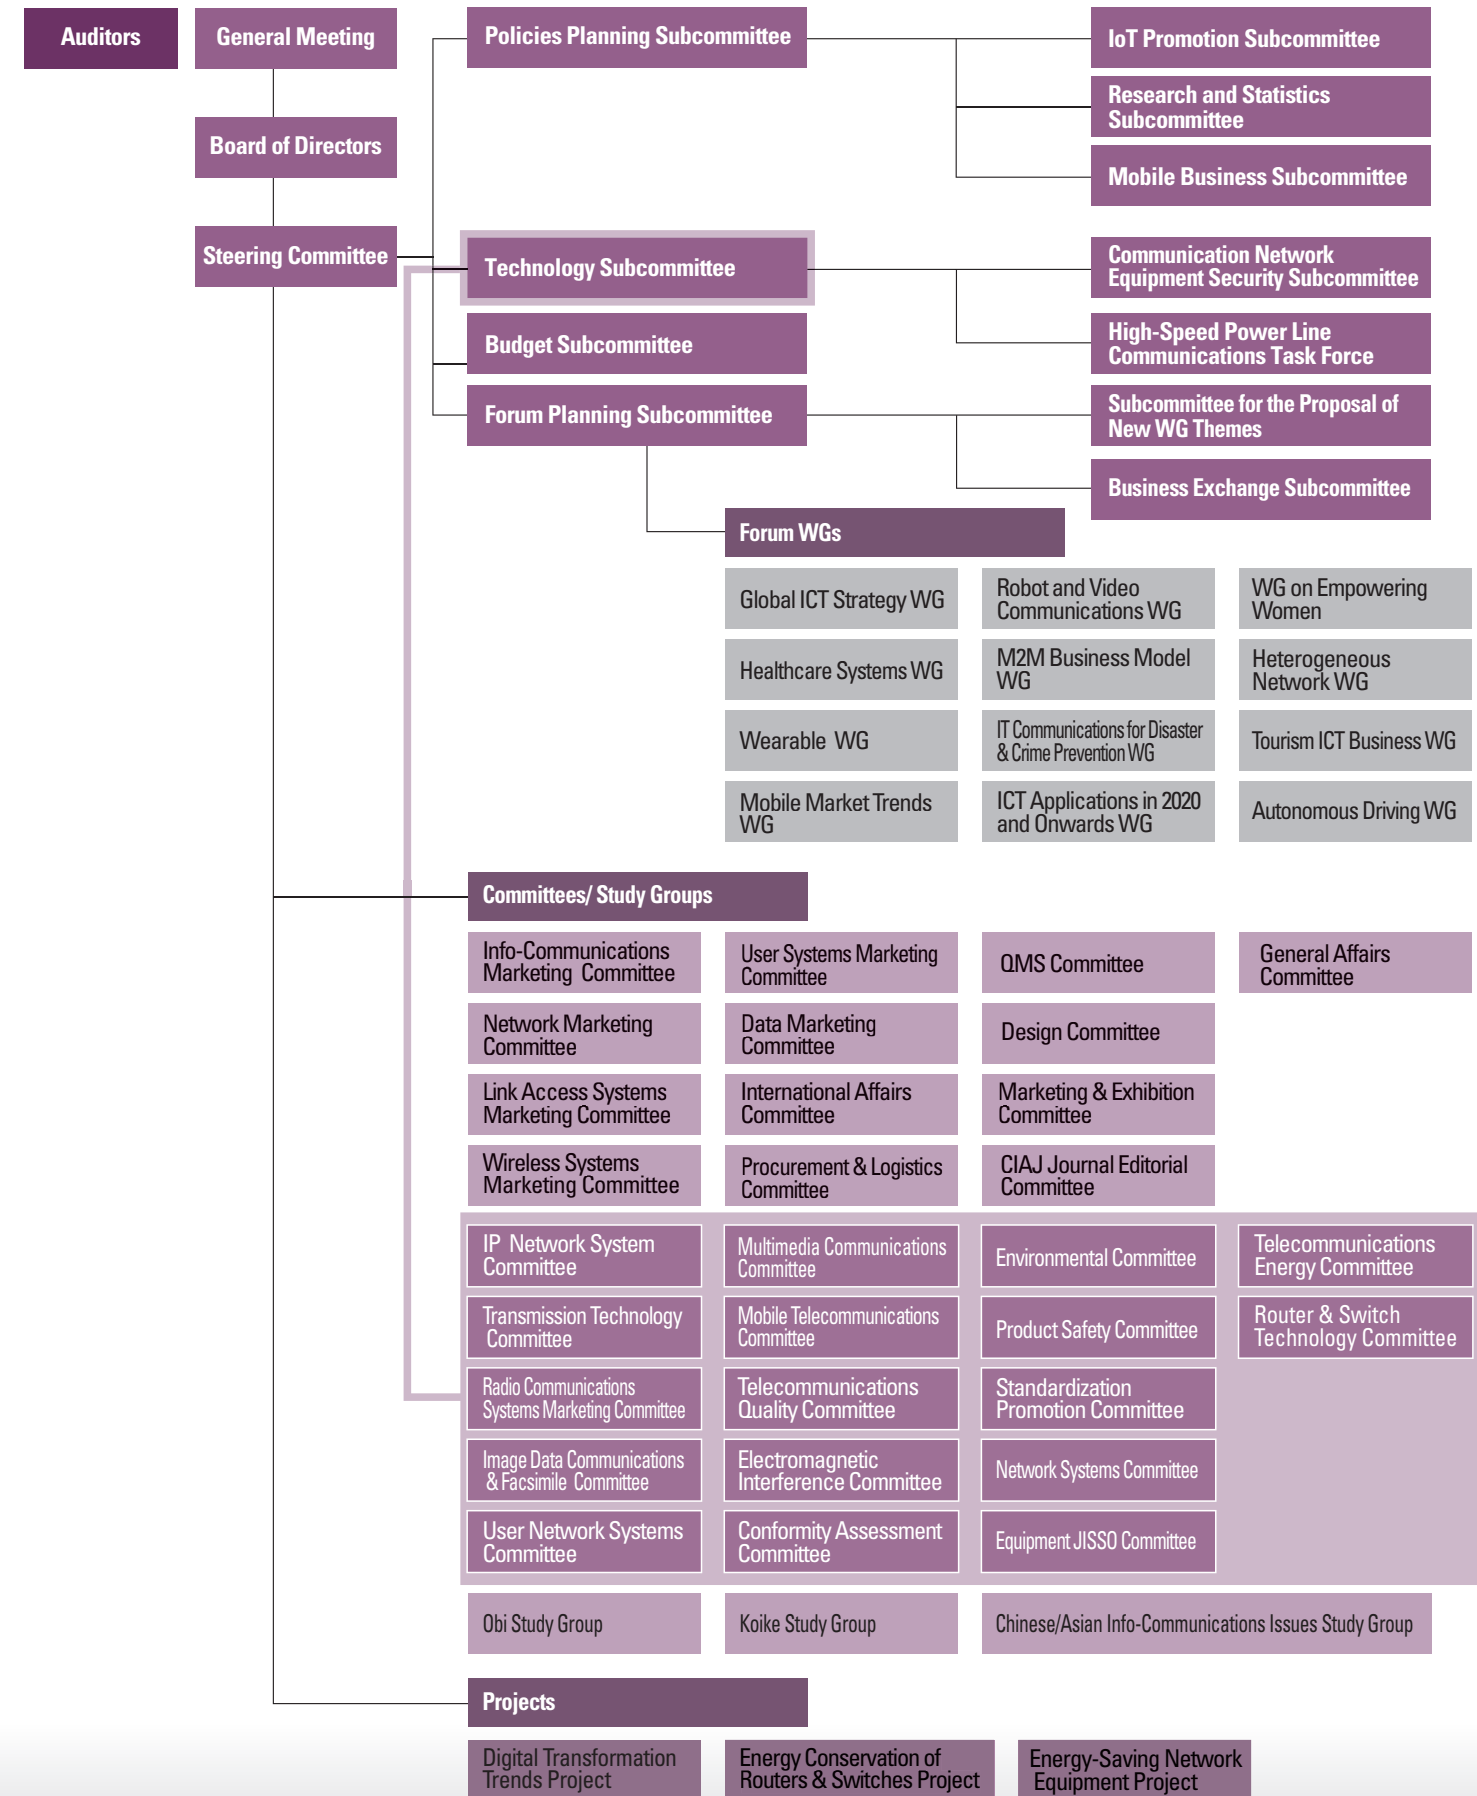 Auditors
General Meeting
Board of Directors
Steering Committee
Policies Planning Subcommittee
IoT Promotion Subcommittee
Research and Statistics
Subcommittee
Mobile Business Subcommittee
Technology Subcommittee
Communication Network
Equipment Security Subcommittee
High-Speed Power Line
Communications Task Force
Budget Subcommittee
Forum Planning Subcommittee
Subcommittee for the Proposal of
New WG Themes
Business Exchange Subcommittee
Forum WGs
Global ICT Strategy WG
Robot and Video
Communications WG
WG on Empowering
Women
Healthcare Systems WG
M2M Business Model
WG
Heterogeneous
Network WG
Wearable WG
IT Communications for Disaster
& Crime Prevention WG
Tourism ICT Business WG
Mobile Market Trends
WG
ICT Applications in 2020
and Onwards WG
Autonomous Driving WG
Committees/ Study Groups
Info-Communications
Marketing Committee
User Systems Marketing
Committee
QMS Committee
General Affairs
Committee
Network Marketing
Committee
Data Marketing
Committee
Design Committee
Link Access Systems
Marketing Committee
International Affairs
Committee
Marketing & Exhibition
Committee
Wireless Systems
Marketing Committee
Procurement & Logistics
Committee
CIAJ Journal Editorial
Committee
IP Network System
Committee
Multimedia Communications
Committee
Environmental Committee
Telecommunications
Energy Committee
Transmission Technology
Committee
Mobile Telecommunications
Committee
Product Safety Committee
Router & Switch
Technology Committee
Radio Communications
Systems Marketing Committee
Telecommunications
Quality Committee
Standardization
Promotion Committee
Image Data Communications
& Facsimile Committee
Electromagnetic
Interference Committee
Network Systems Committee
User Network Systems
Committee
Conformity Assessment
Committee
Equipment JISSO Committee
Obi Study Group
Koike Study Group
Chinese/Asian Info-Communications Issues Study Group
Projects
Digital Transformation
Trends Project
Energy Conservation of
Routers & Switches Project
Energy-Saving Network
Equipment Project